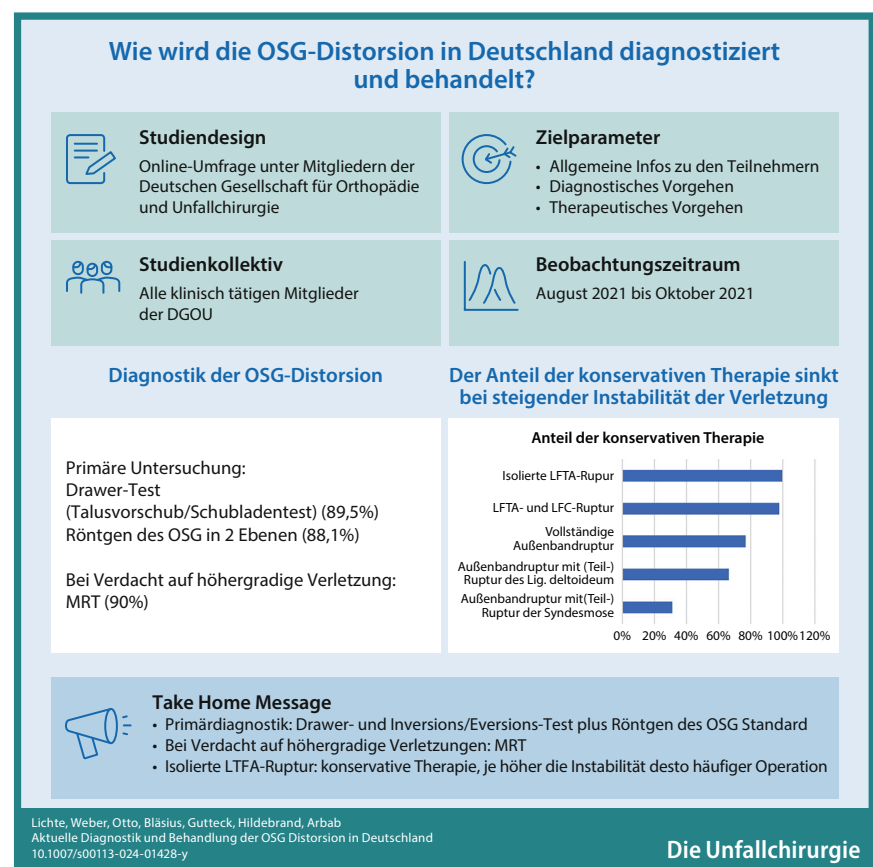 Wie wird die OSG-Distorsion in Deutschland diagnostiziert
und behandelt?
Studiendesign
Online-Umfrage unter Mitgliedern der
Deutschen Gesellschaft für Orthopädie
und Unfallchirurgie
Zielparameter
• Allgemeine Infos zu den Teilnehmern
• Diagnostisches Vorgehen
• Therapeutisches Vorgehen
Studienkollektiv
Alle klinisch tätigen Mitglieder
der DGOU
Beobachtungszeitraum
August 2021 bis Oktober 2021
Diagnostik der OSG-Distorsion
Primäre Untersuchung:
Drawer-Test
(Talusvorschub/Schubladentest) (89,5%)
Röntgen des OSG in 2 Ebenen (88,1%)
Bei Verdacht auf höhergradige Verletzung:
MRT (90%)
Der Anteil der konservativen Therapie sinkt
bei steigender Instabilität der Verletzung
Anteil der konservativen Therapie
Isolierte LFTA-Rupur
LFTA- und LFC-Ruptur
Vollständige
Außenbandruptur
Außenbandruptur mit (Teil-)
Ruptur des Lig. deltoideum
Außenbandruptur mit(Teil-)
Ruptur der Syndesmose
0% 20% 40% 60% 80% 100% 120%
Take Home Message
• Primärdiagnostik: Drawer- und Inversions/Eversions-Test plus Röntgen des OSG Standard
• Bei Verdacht auf höhergradige Verletzungen: MRT
• Isolierte LTFA-Ruptur: konservative Therapie, je höher die Instabilität desto häufiger Operation
Lichte, Weber, Otto, Bläsius, Gutteck, Hildebrand, Arbab
Aktuelle Diagnostik und Behandlung der OSG Distorsion in Deutschland
10.1007/s00113-024-01428-y
Die Unfallchirurgie